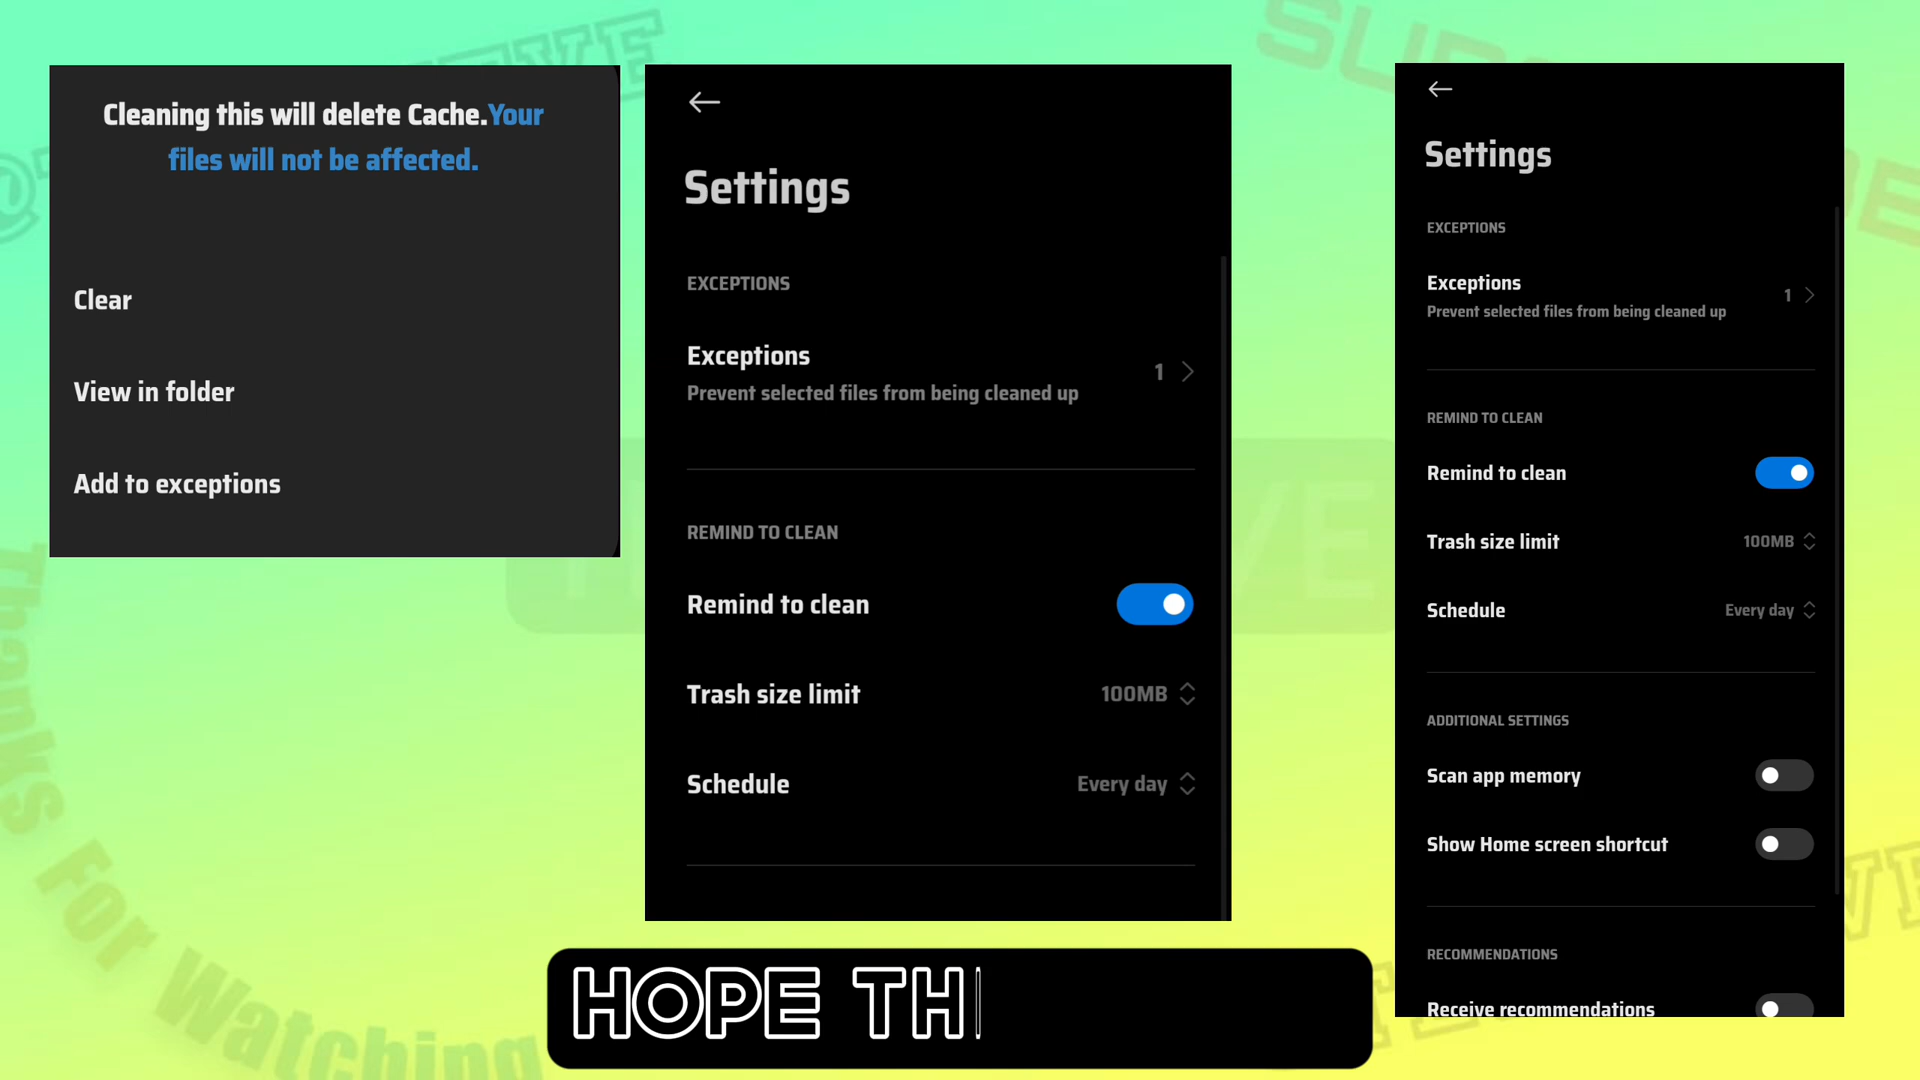 Cleaning this will delete Cache.Your
files will not be affected.
Clear
View in folder
Add to exceptions
Settings
EXCEPTIONS
Exceptions
Prevent selected files from being cleaned up
1
REMIND TO CLEAN
Remind to clean
Trash size limit
100MB
Schedule
Every day
Settings
EXCEPTIONS
Exceptions
Prevent selected files from being cleaned up
1
REMIND TO CLEAN
Remind to clean
Trash size limit
100MB
Schedule
Every day
ADDITIONAL SETTINGS
Scan app memory
Show Home screen shortcut
RECOMMENDATIONS
Receive recommendations
HOPE THI
Thanks For Watching